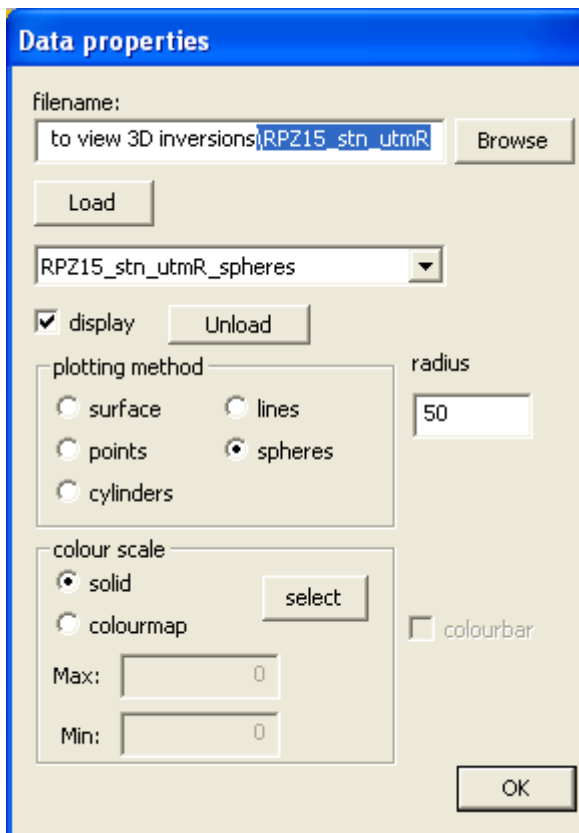 Data properties
filename:
to view 3D inversions\RPZ15_stn_utmR
Browse
Load
RPZ15_stn_utmR_spheres
display
Unload
plotting method
radius
surface
lines
50
points
spheres
cylinders
colour scale
solid
select
colourmap
colourbar
Max:
0
Min:
0
OK